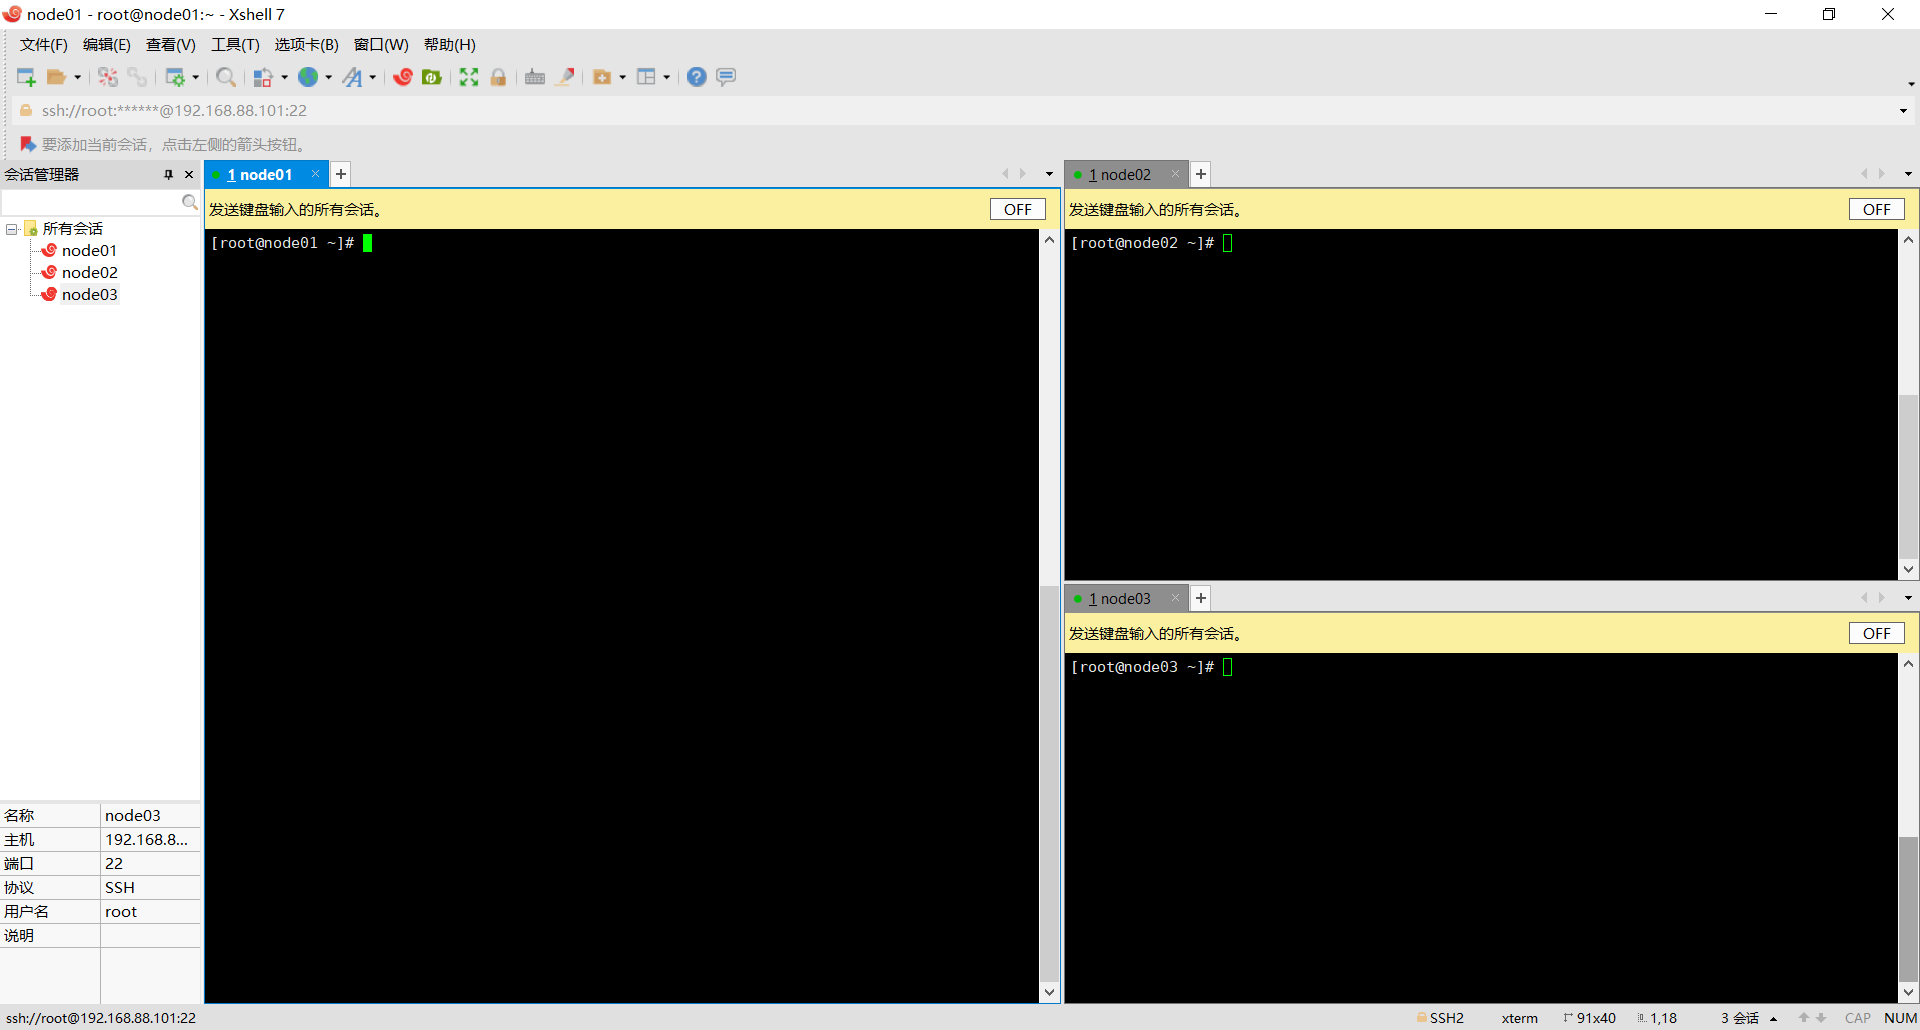 node01 - root@node01:~ - Xshell 7
文件(F) 编辑(E) 查看(V) 工具(T) 选项卡(B) 窗口(W) 帮助(H)
ssh://root:******@192.168.88.101:22
要添加当前会话，点击左侧的箭头按钮。
会话管理器
所有会话
node01
node02
node03
名称 node03
主机 192.168.8...
端口 22
协议 SSH
用户名 root
说明
1 node01
发送键盘输入的所有会话。 OFF
[root@node01 ~]#
1 node02
发送键盘输入的所有会话。 OFF
[root@node02 ~]#
1 node03
发送键盘输入的所有会话。 OFF
[root@node03 ~]#
ssh://root@192.168.88.101:22 SSH2 xterm 91x40 1,18 3 会话 CAP NUM